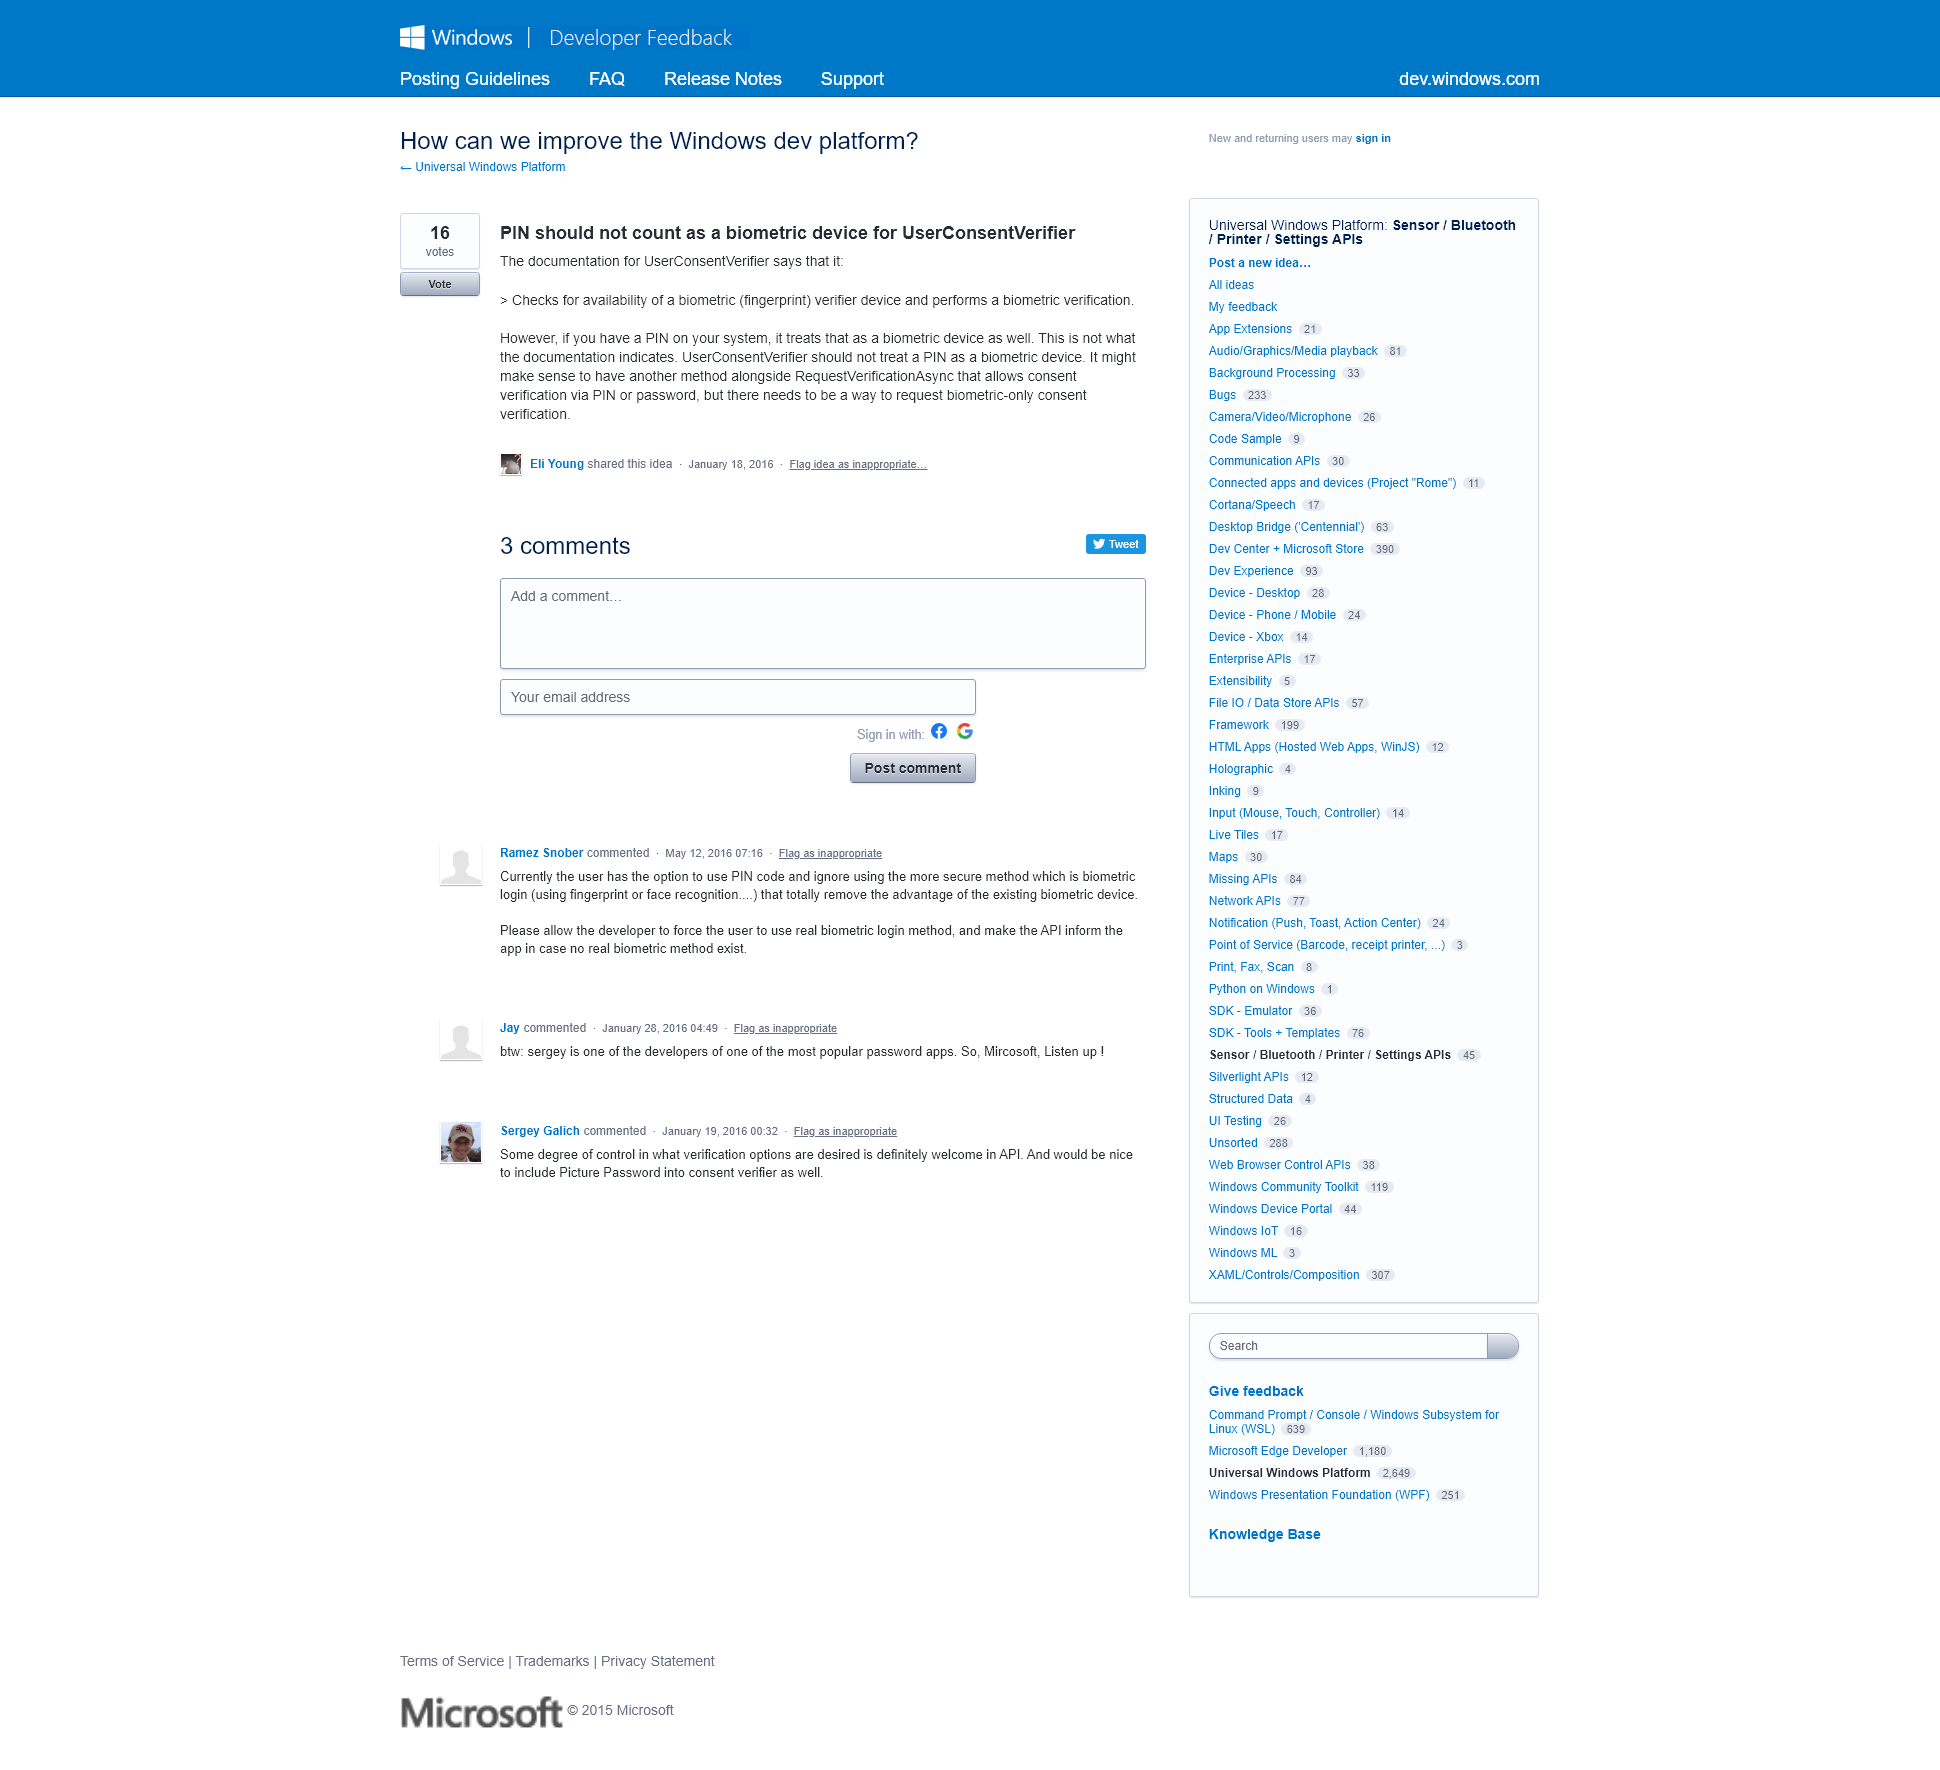 Windows | Developer Feedback
Posting Guidelines FAQ Release Notes Support dev.windows.com
How can we improve the Windows dev platform?
← Universal Windows Platform
New and returning users may sign in
16
votes
Vote
PIN should not count as a biometric device for UserConsentVerifier
The documentation for UserConsentVerifier says that it:
> Checks for availability of a biometric (fingerprint) verifier device and performs a biometric verification.
However, if you have a PIN on your system, it treats that as a biometric device as well. This is not what
the documentation indicates. UserConsentVerifier should not treat a PIN as a biometric device. It might
make sense to have another method alongside RequestVerificationAsync that allows consent
verification via PIN or password, but there needs to be a way to request biometric-only consent
verification.
Eli Young shared this idea · January 18, 2016 · Flag idea as inappropriate…
3 comments
Tweet
Add a comment…
Your email address
Sign in with:
Post comment
Ramez Snober commented · May 12, 2016 07:16 · Flag as inappropriate
Currently the user has the option to use PIN code and ignore using the more secure method which is biometric
login (using fingerprint or face recognition....) that totally remove the advantage of the existing biometric device.
Please allow the developer to force the user to use real biometric login method, and make the API inform the
app in case no real biometric method exist.
Jay commented · January 28, 2016 04:49 · Flag as inappropriate
btw: sergey is one of the developers of one of the most popular password apps. So, Mircosoft, Listen up !
Sergey Galich commented · January 19, 2016 00:32 · Flag as inappropriate
Some degree of control in what verification options are desired is definitely welcome in API. And would be nice
to include Picture Password into consent verifier as well.
Universal Windows Platform: Sensor / Bluetooth
/ Printer / Settings APIs
Post a new idea…
All ideas
My feedback
App Extensions 21
Audio/Graphics/Media playback 81
Background Processing 33
Bugs 233
Camera/Video/Microphone 26
Code Sample 9
Communication APIs 30
Connected apps and devices (Project "Rome") 11
Cortana/Speech 17
Desktop Bridge ('Centennial') 63
Dev Center + Microsoft Store 390
Dev Experience 93
Device - Desktop 28
Device - Phone / Mobile 24
Device - Xbox 14
Enterprise APIs 17
Extensibility 5
File IO / Data Store APIs 57
Framework 199
HTML Apps (Hosted Web Apps, WinJS) 12
Holographic 4
Inking 9
Input (Mouse, Touch, Controller) 14
Live Tiles 17
Maps 30
Missing APIs 84
Network APIs 77
Notification (Push, Toast, Action Center) 24
Point of Service (Barcode, receipt printer, ...) 3
Print, Fax, Scan 8
Python on Windows 1
SDK - Emulator 36
SDK - Tools + Templates 76
Sensor / Bluetooth / Printer / Settings APIs 45
Silverlight APIs 12
Structured Data 4
UI Testing 26
Unsorted 288
Web Browser Control APIs 38
Windows Community Toolkit 119
Windows Device Portal 44
Windows IoT 16
Windows ML 3
XAML/Controls/Composition 307
Search
Give feedback
Command Prompt / Console / Windows Subsystem for
Linux (WSL) 639
Microsoft Edge Developer 1,180
Universal Windows Platform 2,649
Windows Presentation Foundation (WPF) 251
Knowledge Base
Terms of Service | Trademarks | Privacy Statement
Microsoft © 2015 Microsoft